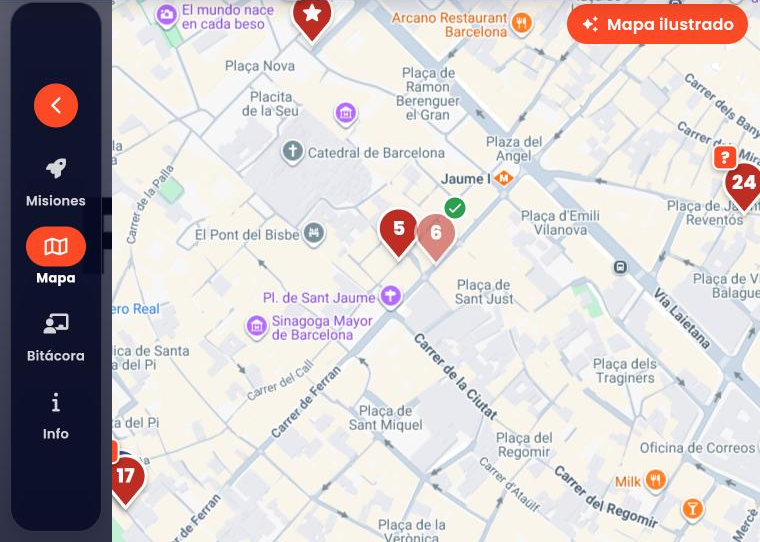 Misiones
Mapa
Bitácora
Info
El mundo nace
en cada beso
Arcano Restaurant
Barcelona
Mapa ilustrado
Plaça Nova
Plaça de
Ramon
Berenguer
el Gran
Placita
de la Seu
Carrer dels
Catedral de Barcelona
Plaza del
Angel
?
Jaume I
M
24
Carrer de la Palla
Plaça d'Emili
Vilanova
Reventós
5
6
El Pont del Bisbe
Plaça de
Sant Just
Pl. de Sant Jaume
ero Real
Sinagoga Mayor
de Barcelona
Via Laietana
Plaça de V
Balague
ica de Santa
a del Pi
Carrer del Call
Carrer de Ferran
Carrer de la Ciutat
Plaça dels
Traginers
Plaça de
Sant Miquel
ça del Pi
Plaça del
Regomir
Oficina de Correos
17
Carrer d'Ataülf
Milk
Carrer del Regomir
de Ferran
Plaça de la
Verònica
Mercè